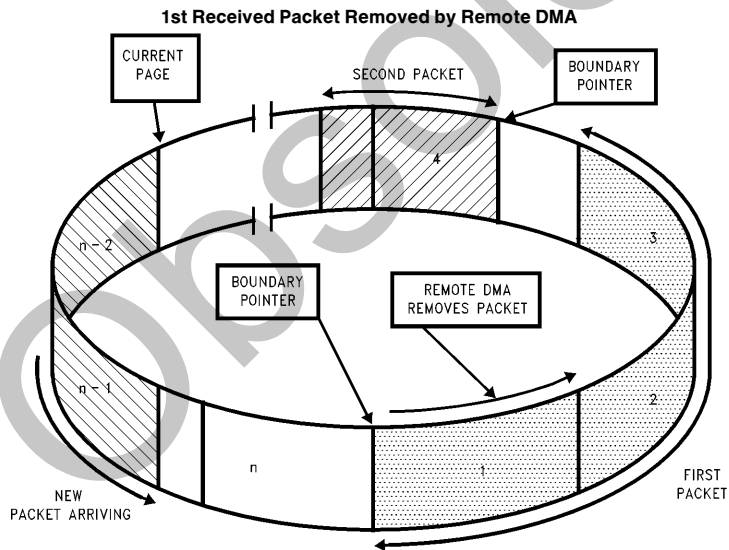 1st Received Packet Removed by Remote DMA
CURRENT
PAGE
SECOND PACKET
BOUNDARY
POINTER
4
3
n - 2
BOUNDARY
POINTER
REMOTE DMA
REMOVES PACKET
n - 1
2
n
1
NEW
PACKET ARRIVING
FIRST
PACKET